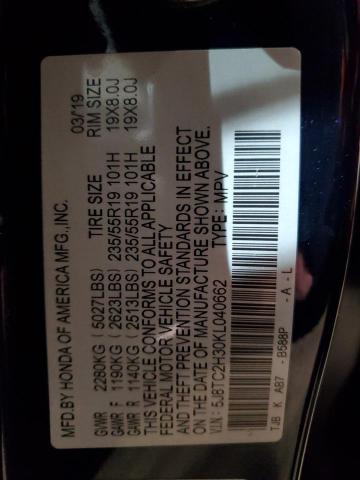 MFD.BY HONDA OF AMERICA MFG.,INC. 03/19
GVWR 2280KG (5027LBS) TIRE SIZE RIM SIZE
GAWR F 1190KG (2623LBS) 235/55R19 101H 19X8.0J
GAWR R 1140KG (2513LBS) 235/55R19 101H 19X8.0J
THIS VEHICLE CONFORMS TO ALL APPLICABLE
FEDERAL MOTOR VEHICLE SAFETY
AND THEFT PREVENTION STANDARDS IN EFFECT
ON THE DATE OF MANUFACTURE SHOWN ABOVE.
V.I.N.: 5J8TC2H30KL040662 TYPE: MPV
TJB K AB7 -B588P -A -L